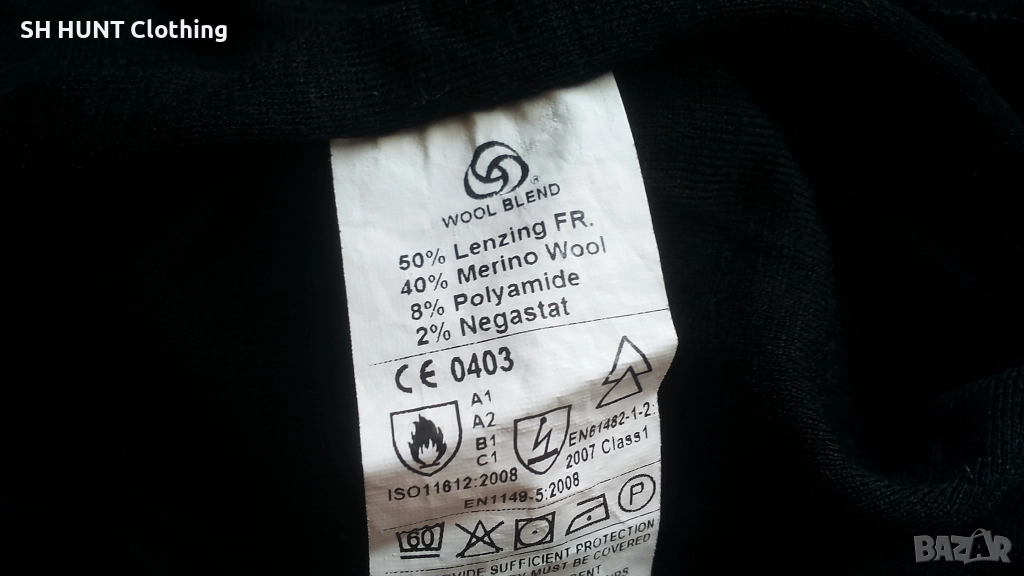 SH HUNT Clothing
®
WOOL BLEND
50% Lenzing FR.
40% Merino Wool
8% Polyamide
2% Negastat
CE 0403
A1
A2
B1
C1
ISO11612:2008
EN61482-1-2:
2007 Class1
EN1149-5:2008
60
P
SUFFICIENT PROTECTION
MUST BE COVERED
BAZAR